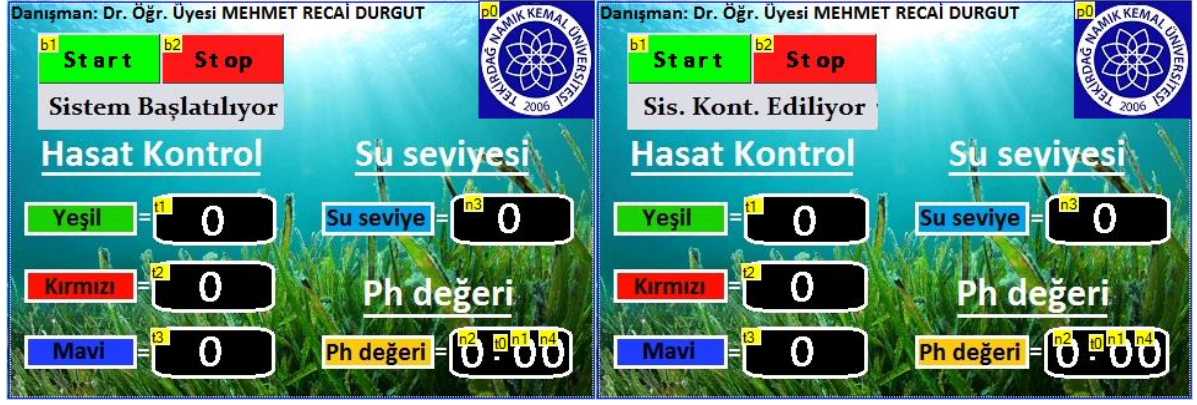 Danışman: Dr. Öğr. Üyesi MEHMET RECAİ DURGUT
p0
b1 Start
b2 Stop
TEKİRDAĞ NAMIK KEMAL ÜNİVERSİTESİ
2006
Sistem Başlatılıyor
Hasat Kontrol
Su seviyesi
Yeşil = t1 0
Su seviye = n3 0
Kırmızı = t2 0
Ph değeri
Mavi = t3 0
Ph değeri = n2 0 t0 . n1 0 n4 0
Danışman: Dr. Öğr. Üyesi MEHMET RECAİ DURGUT
p0
b1 Start
b2 Stop
TEKİRDAĞ NAMIK KEMAL ÜNİVERSİTESİ
2006
Sis. Kont. Ediliyor
Hasat Kontrol
Su seviyesi
Yeşil = t1 0
Su seviye = n3 0
Kırmızı = t2 0
Ph değeri
Mavi = t3 0
Ph değeri = n2 0 t0 . n1 0 n4 0